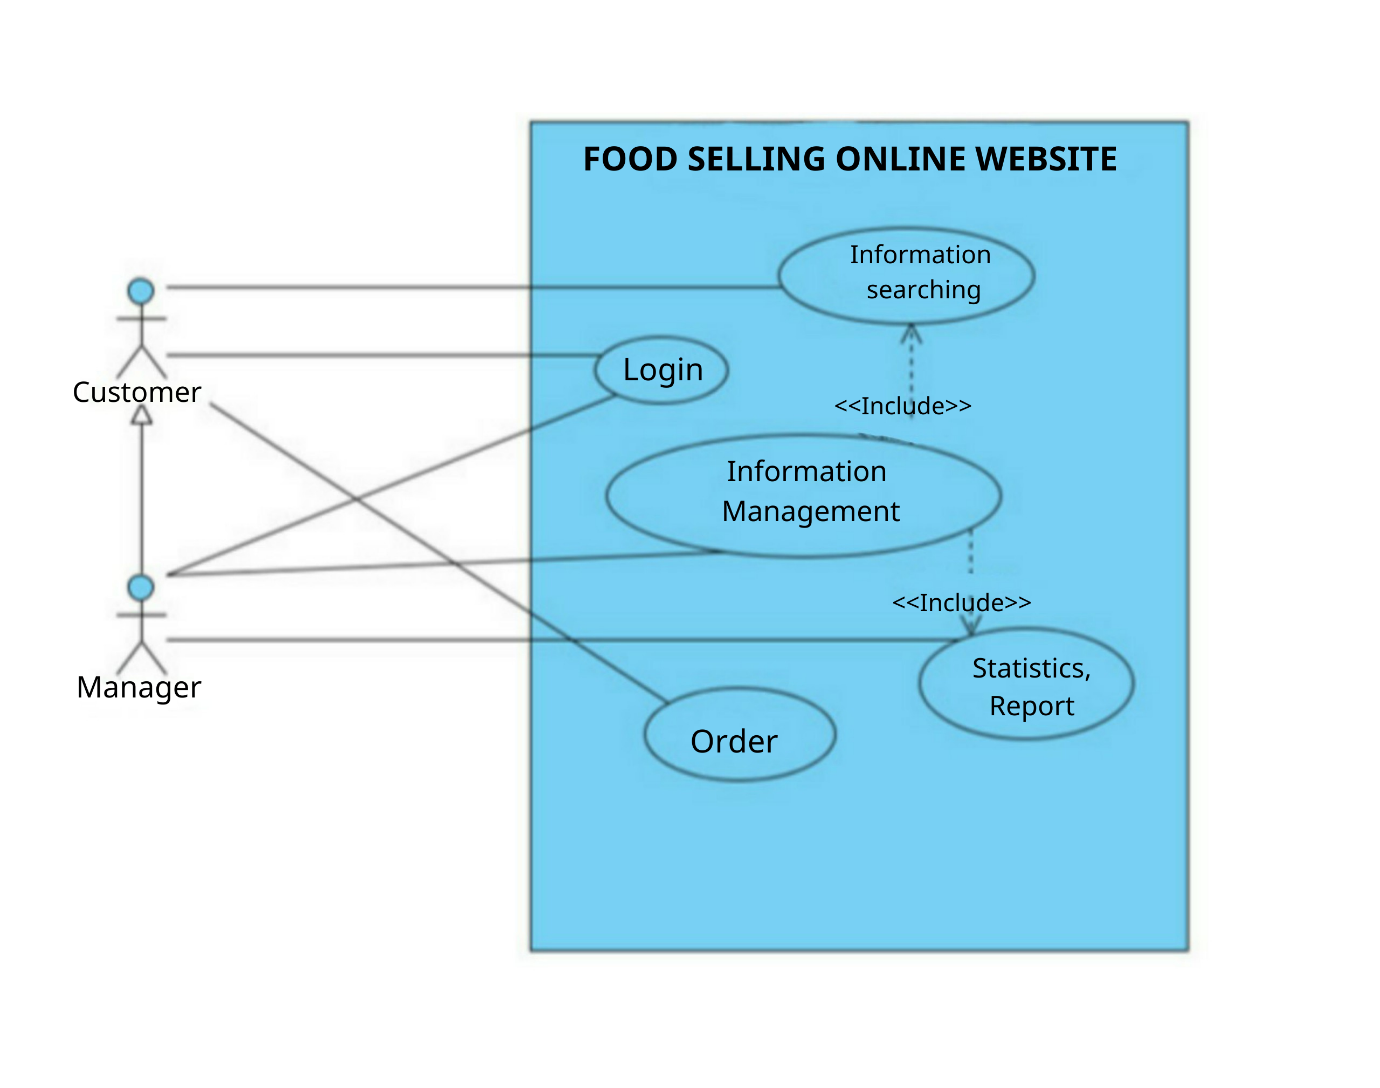 FOOD SELLING ONLINE WEBSITE
Information
searching
Login
Customer
<<Include>>
Information
Management
<<Include>>
Statistics,
Report
Manager
Order